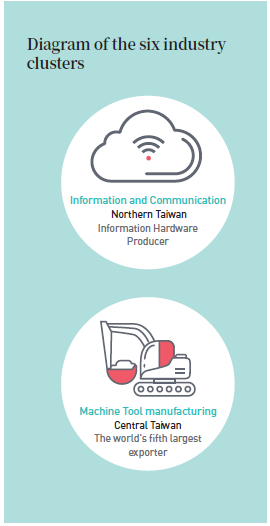 Diagram of the six industry
clusters
Information and Communication
Northern Taiwan
Information Hardware
Producer
Machine Tool manufacturing
Central Taiwan
The world's fifth largest
exporter